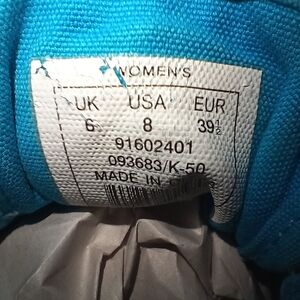 WOMEN'S
UK USA EUR
6 8 39½
91602401
093683/K-50
MADE IN